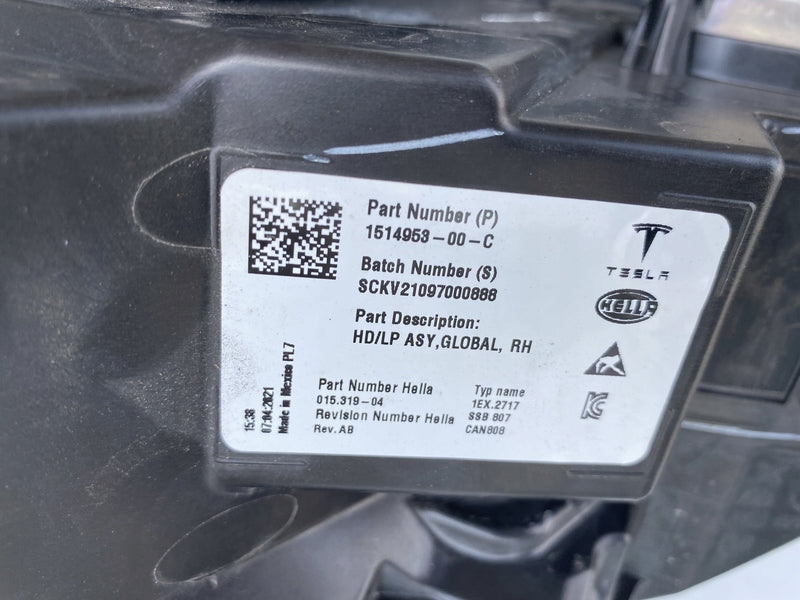 Part Number (P)
1514953-00-C
Batch Number (S)
SCKV21097000888
Part Description:
HD/LP ASY,GLOBAL, RH
Part Number Hella
015.319-04
Revision Number Hella
Rev. AB
Typ name
1EX.2717
SSB 807
CAN808
15:38
07:04:2021
Made in Mexico PL7
TESLA
HELLA